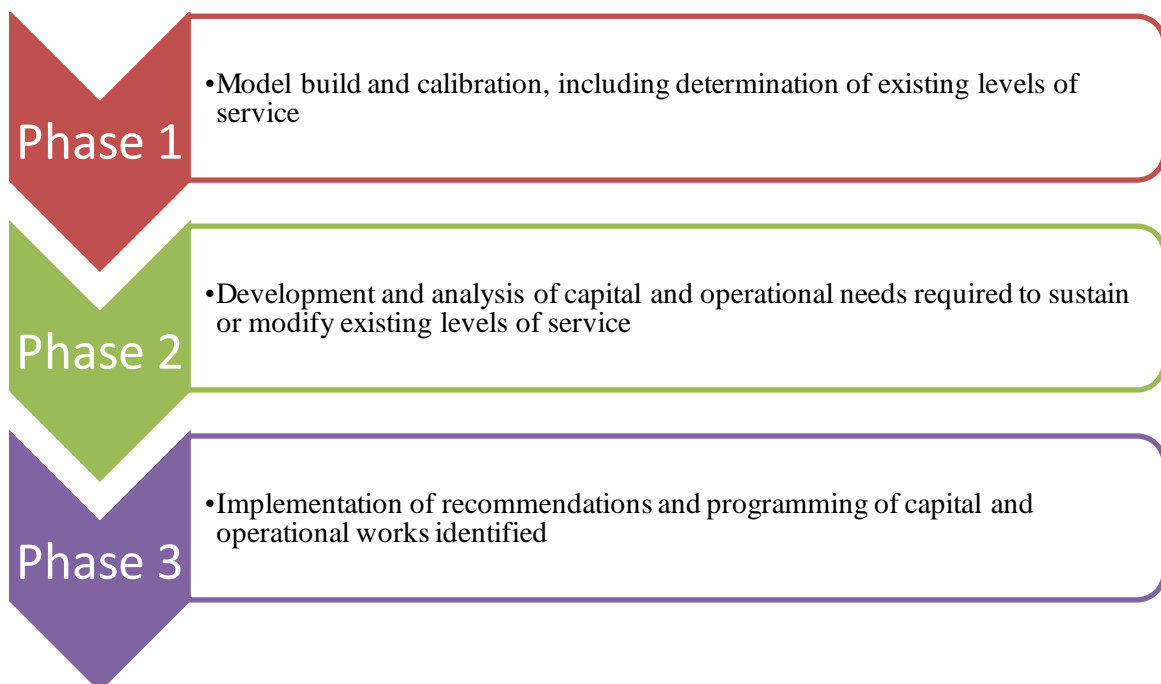 Phase 1
•Model build and calibration, including determination of existing levels of
service
Phase 2
•Development and analysis of capital and operational needs required to sustain
or modify existing levels of service
Phase 3
•Implementation of recommendations and programming of capital and
operational works identified